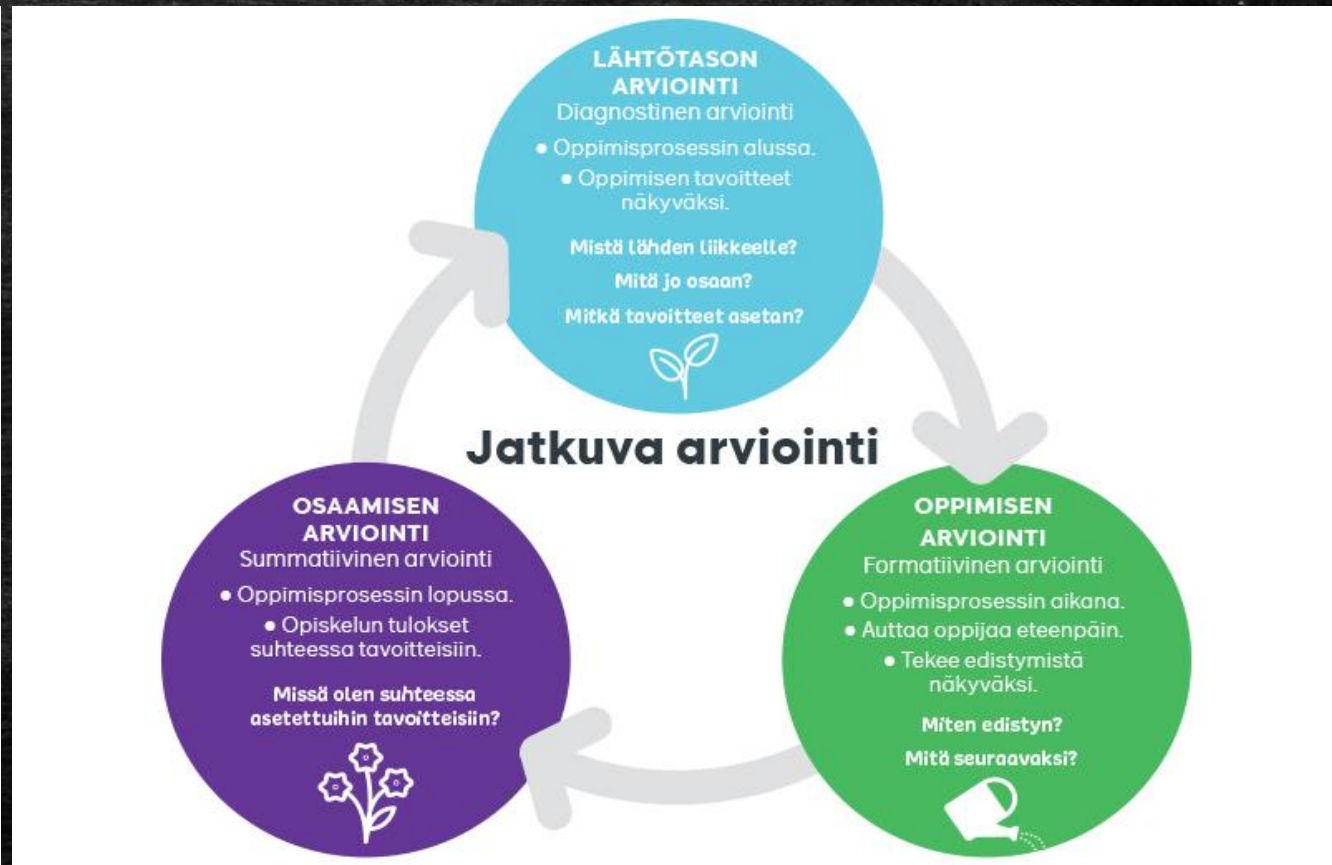 LÄHTÖTASON
ARVIOINTI
Diagnostinen arviointi
● Oppimisprosessin alussa.
● Oppimisen tavoitteet
näkyväksi.
Mistä lähden liikkeelle?
Mitä jo osaan?
Mitkä tavoitteet asetan?
Jatkuva arviointi
OSAAMISEN
ARVIOINTI
Summatiivinen arviointi
● Oppimisprosessin lopussa.
● Opiskelun tulokset
suhteessa tavoitteisiin.
Missä olen suhteessa
asetettuihin tavoitteisiin?
OPPIMISEN
ARVIOINTI
Formatiivinen arviointi
● Oppimisprosessin aikana.
● Auttaa oppijaa eteenpäin.
● Tekee edistymistä
näkyväksi.
Miten edistyn?
Mitä seuraavaksi?